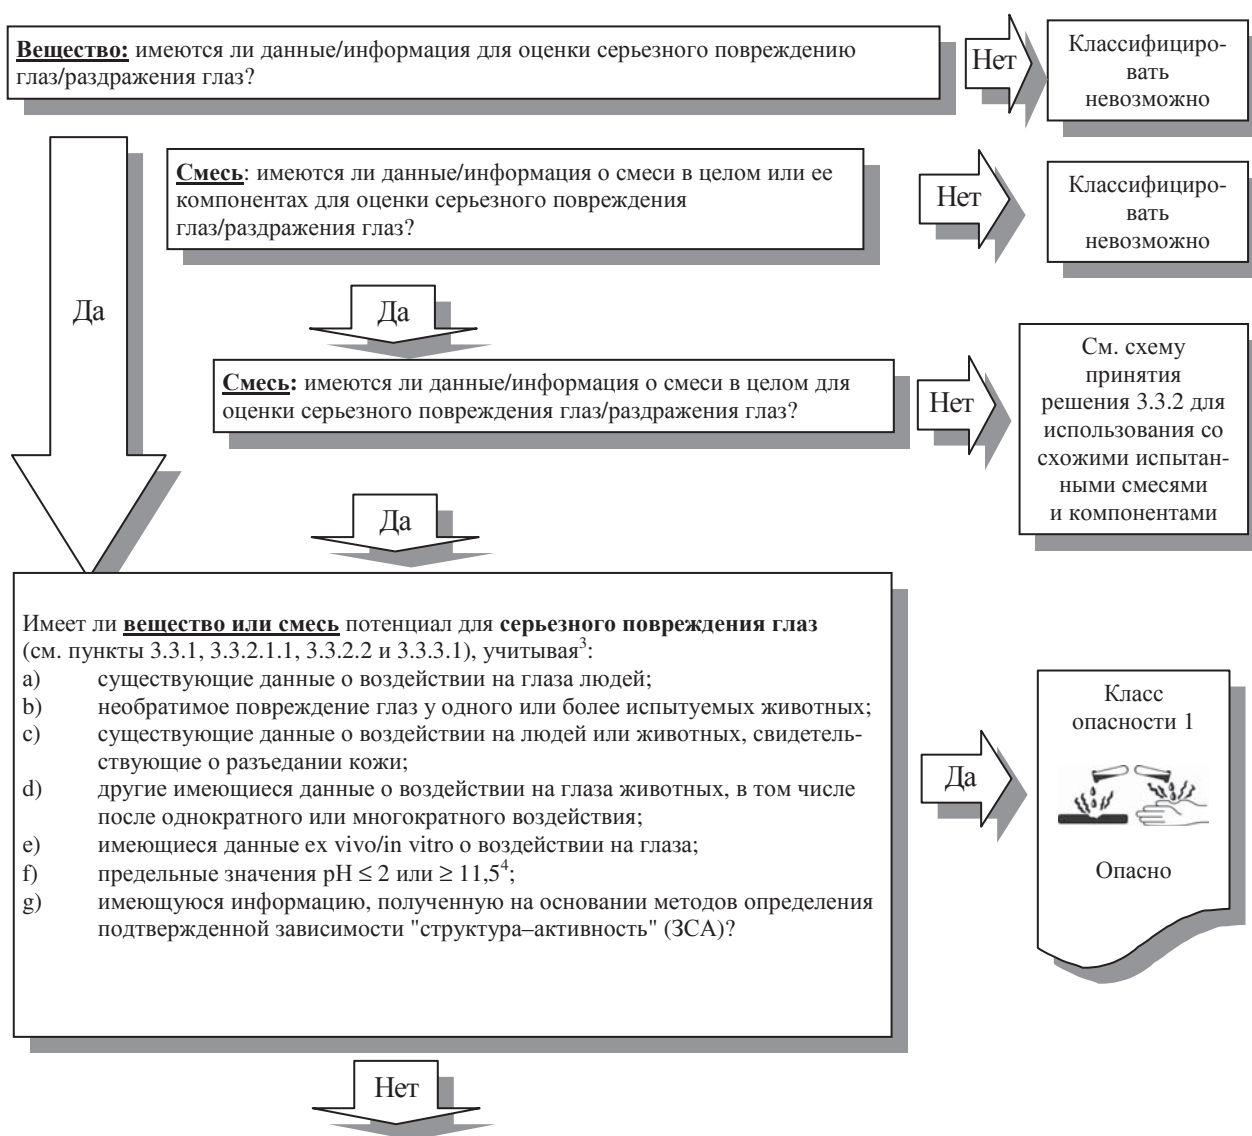 Вещество: имеются ли данные/информация для оценки серьезного повреждению
глаз/раздражения глаз?
Нет
Классифициро-
вать
невозможно
Смесь: имеются ли данные/информация о смеси в целом или ее
компонентах для оценки серьезного повреждения
глаз/раздражения глаз?
Нет
Классифициро-
вать
невозможно
Да
Да
Смесь: имеются ли данные/информация о смеси в целом для
оценки серьезного повреждения глаз/раздражения глаз?
Нет
См. схему
принятия
решения 3.3.2 для
использования со
схожими испытан-
ными смесями
и компонентами
Да
Имеет ли вещество или смесь потенциал для серьезного повреждения глаз
(см. пункты 3.3.1, 3.3.2.1.1, 3.3.2.2 и 3.3.3.1), учитывая³:
a) существующие данные о воздействии на глаза людей;
b) необратимое повреждение глаз у одного или более испытуемых животных;
c) существующие данные о воздействии на людей или животных, свидетель-
ствующие о разъедании кожи;
d) другие имеющиеся данные о воздействии на глаза животных, в том числе
после однократного или многократного воздействия;
e) имеющиеся данные ex vivo/in vitro о воздействии на глаза;
f) предельные значения pH ≤ 2 или ≥ 11,5⁴;
g) имеющуюся информацию, полученную на основании методов определения
подтвержденной зависимости "структура–активность" (ЗСА)?
Да
Класс
опасности 1
Опасно
Нет